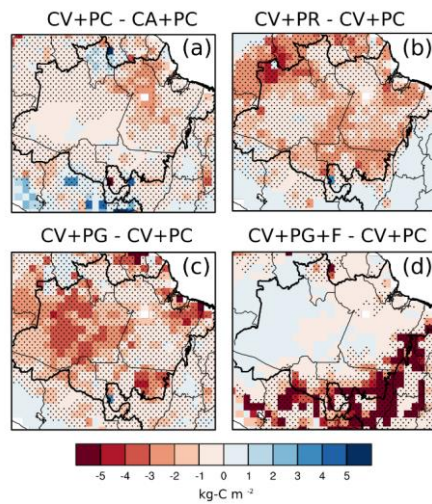 CV+PC - CA+PC
(a)
CV+PR - CV+PC
(b)
CV+PG - CV+PC
(c)
CV+PG+F - CV+PC
(d)
-5 -4 -3 -2 -1 0 1 2 3 4 5
kg-C m⁻²